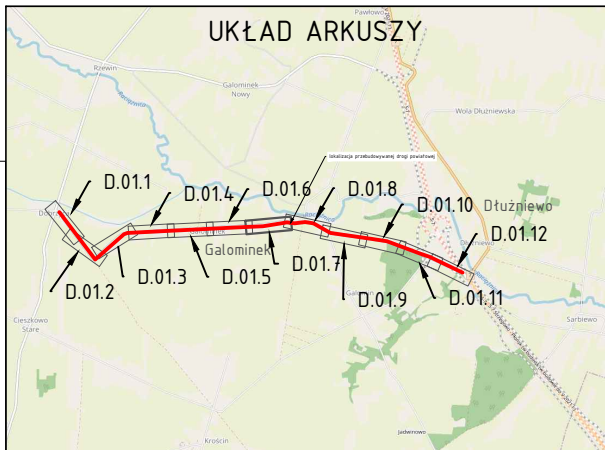 UKŁAD ARKUSZY
Pawłowo
Rzewin
Galominek
Nowy
Wola Dłużniewska
lokalizacja przebudowywanej drogi powiatowej
D.01.1
D.01.4
D.01.6
D.01.8
D.01.10
Dłużniewo
D.01.12
Galominek
D.01.2
D.01.3
D.01.5
D.01.7
D.01.9
D.01.11
Cieszkowo
Stare
Sarbiewo
Krościn
Jadwinowo